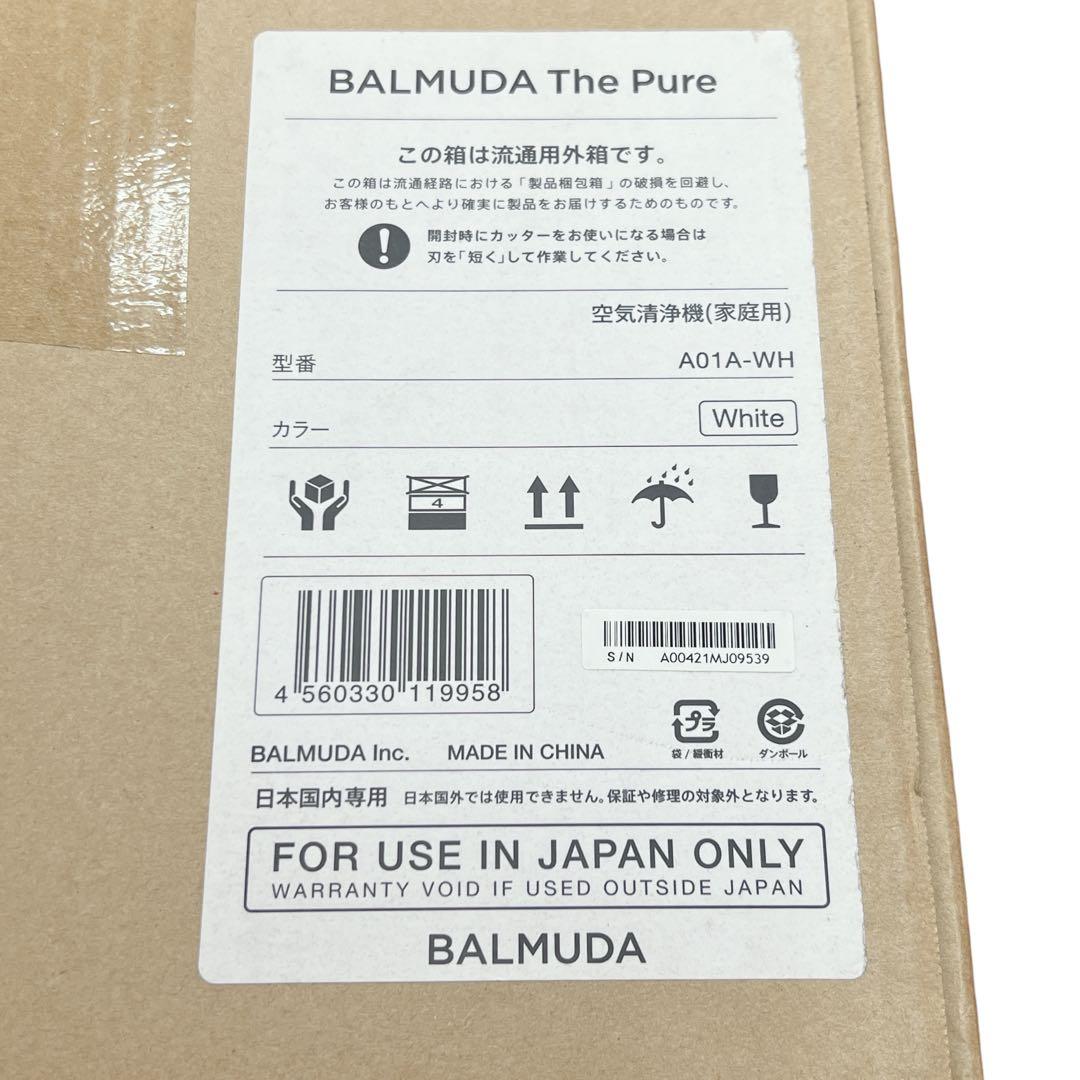 BALMUDA The Pure
この箱は流通用外箱です。
この箱は流通経路における「製品梱包箱」の破損を回避し、
お客様のもとへより確実に製品をお届けするためのものです。
開封時にカッターをお使いになる場合は
刃を「短く」して作業してください。
空気清浄機(家庭用)
型番 A01A-WH
カラー White
4
4 560330 119958
S/N A00421MJ09539
プラ
袋/緩衝材 ダンボール
BALMUDA Inc. MADE IN CHINA
日本国内専用 日本国外では使用できません。保証や修理の対象外となります。
FOR USE IN JAPAN ONLY
WARRANTY VOID IF USED OUTSIDE JAPAN
BALMUDA